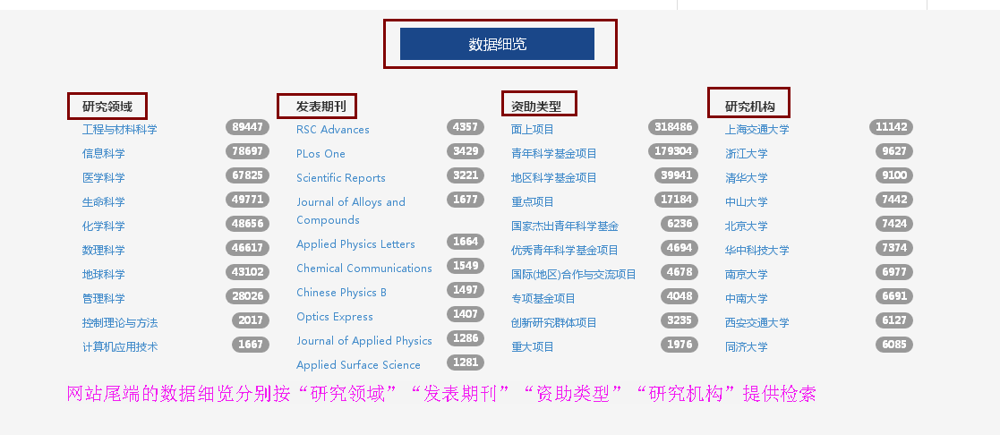 数据细览
研究领域
工程与材料科学 89447
信息科学 78697
医学科学 67825
生命科学 49771
化学科学 48656
数理科学 46617
地球科学 43102
管理科学 28026
控制理论与方法 2017
计算机应用技术 1667
发表期刊
RSC Advances 4357
PLos One 3429
Scientific Reports 3221
Journal of Alloys and 1677
Compounds
Applied Physics Letters 1664
Chemical Communications 1549
Chinese Physics B 1497
Optics Express 1407
Journal of Applied Physics 1286
Applied Surface Science 1281
资助类型
面上项目 318486
青年科学基金项目 179304
地区科学基金项目 39941
重点项目 17184
国家杰出青年科学基金 6236
优秀青年科学基金项目 4694
国际(地区)合作与交流项目 4678
专项基金项目 4048
创新研究群体项目 3235
重大项目 1976
研究机构
上海交通大学 11142
浙江大学 9627
清华大学 9100
中山大学 7442
北京大学 7424
华中科技大学 7374
南京大学 6977
中南大学 6691
西安交通大学 6127
同济大学 6085
网站尾端的数据细览分别按“研究领域”“发表期刊”“资助类型”“研究机构”提供检索